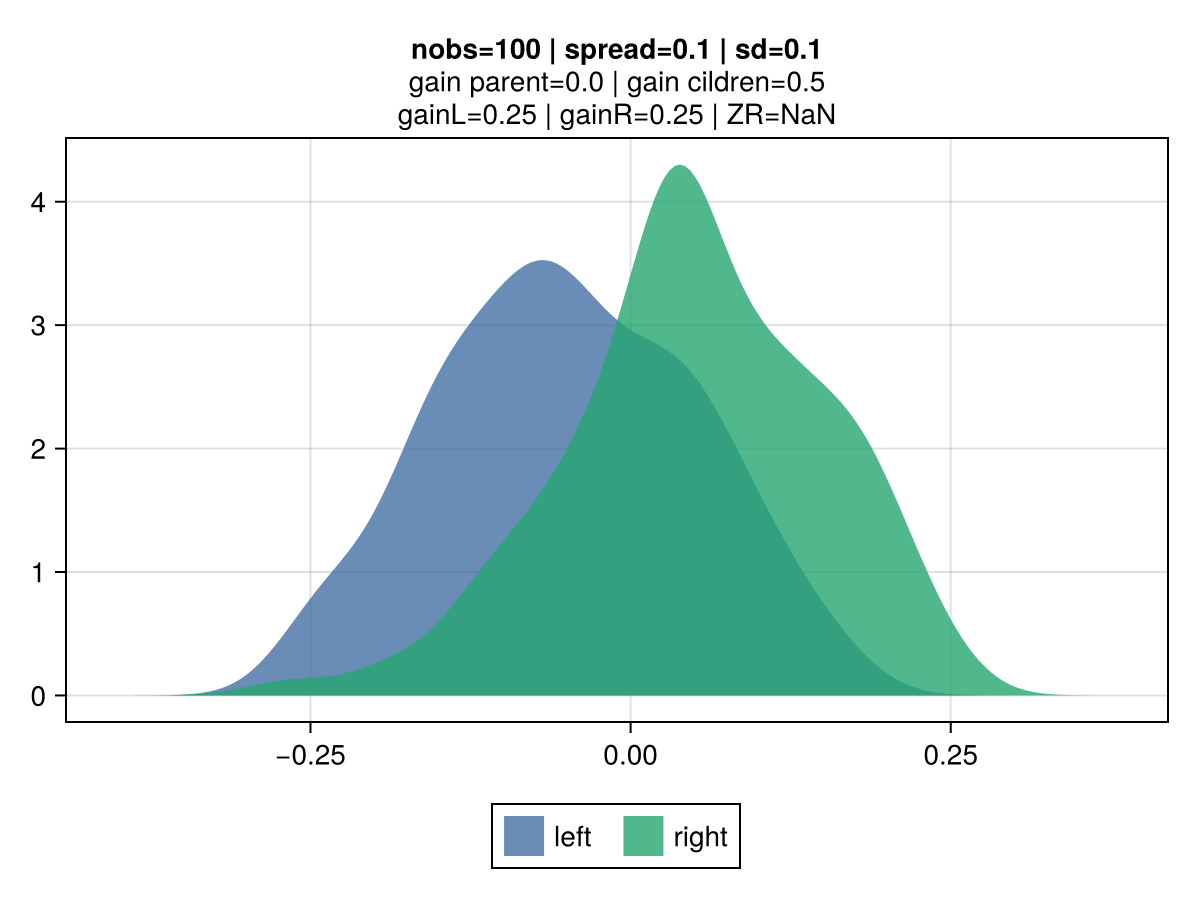 nobs=100 | spread=0.1 | sd=0.1
gain parent=0.0 | gain cildren=0.5
gainL=0.25 | gainR=0.25 | ZR=NaN
4
3
2
1
0
−0.25 0.00 0.25
left right